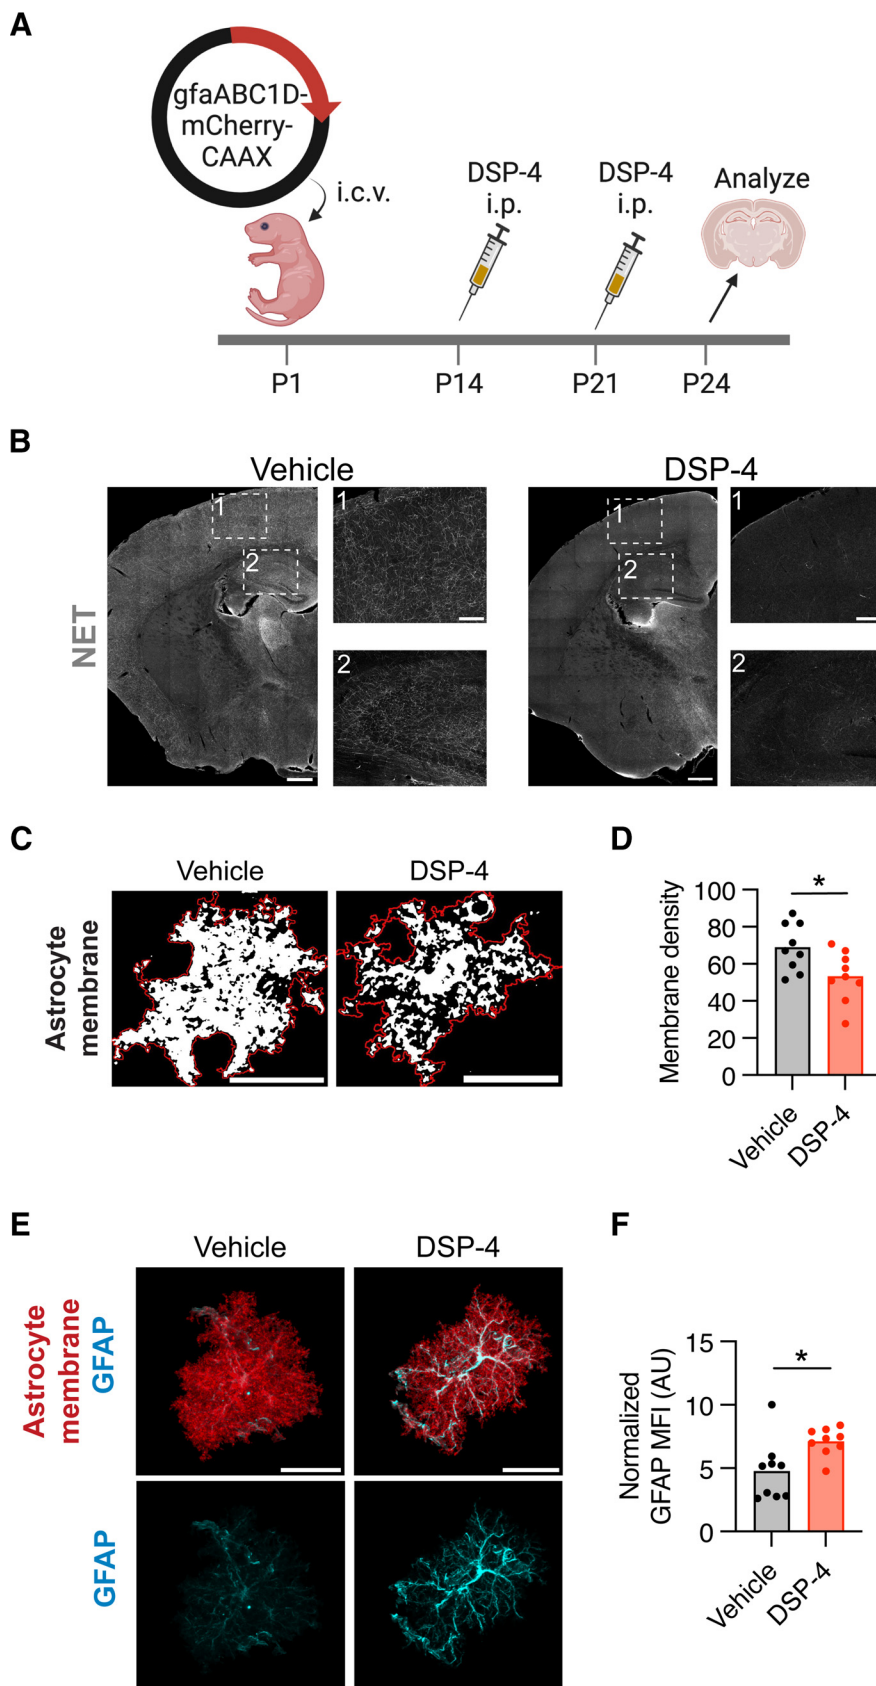 A
gfaABC1D-
mCherry-
CAAX
i.c.v.
DSP-4
i.p.
DSP-4
i.p.
Analyze
P1
P14
P21
P24
B
Vehicle
DSP-4
NET
1
2
1
2
1
2
1
2
C
Vehicle
DSP-4
Astrocyte
membrane
D
Membrane density
100
80
60
40
20
0
*
Vehicle
DSP-4
E
Vehicle
DSP-4
Astrocyte
membrane
GFAP
GFAP
F
Normalized
GFAP MFI (AU)
15
10
5
0
*
Vehicle
DSP-4